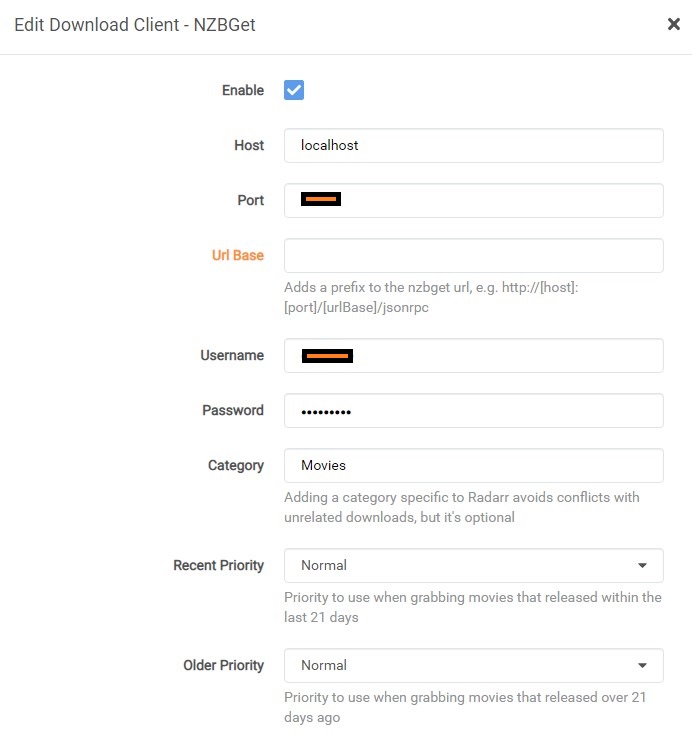 Edit Download Client - NZBGet
Enable
Host
localhost
Port
Url Base
Adds a prefix to the nzbget url, e.g. http://[host]:
[port]/[urlBase]/jsonrpc
Username
Password
•••••••••
Category
Movies
Adding a category specific to Radarr avoids conflicts with
unrelated downloads, but it's optional
Recent Priority
Normal
Priority to use when grabbing movies that released within the
last 21 days
Older Priority
Normal
Priority to use when grabbing movies that released over 21
days ago